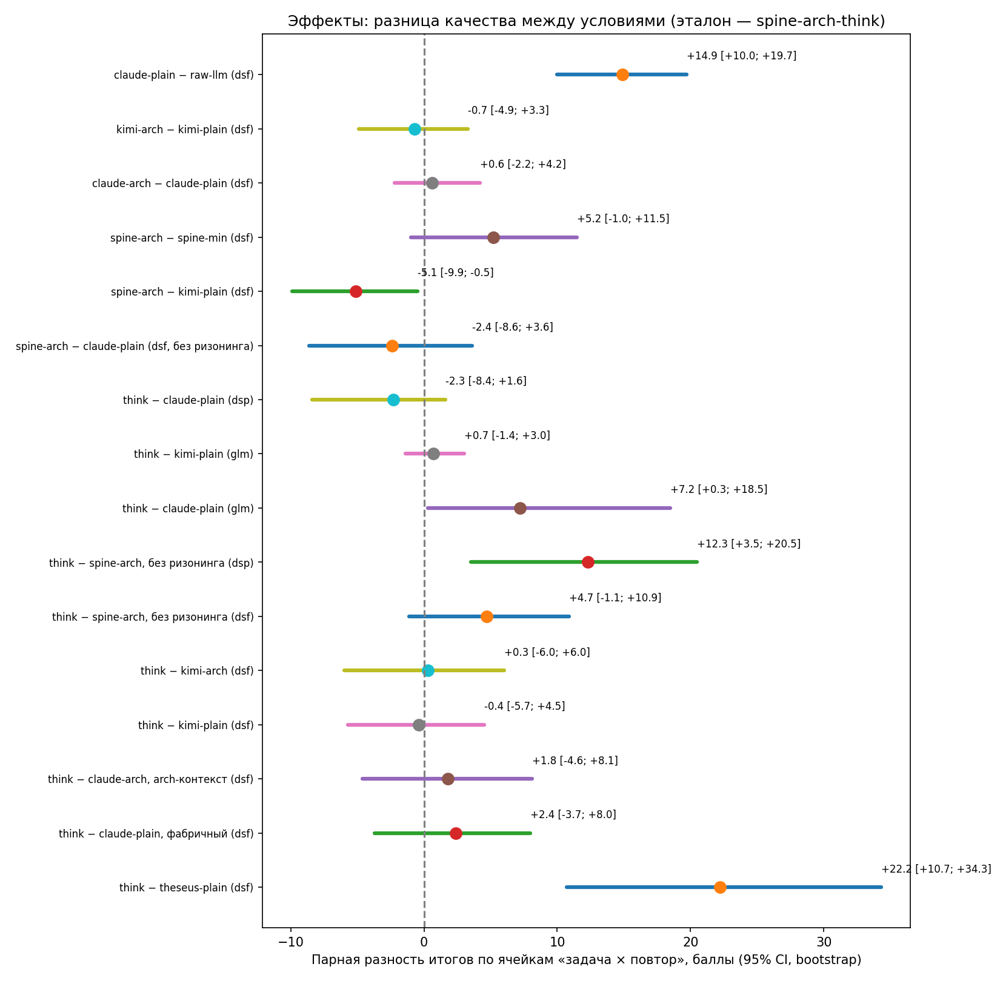 Эффекты: разница качества между условиями (эталон — spine-arch-think)
claude-plain − raw-llm (dsf)
+14.9 [+10.0; +19.7]
kimi-arch − kimi-plain (dsf)
-0.7 [-4.9; +3.3]
claude-arch − claude-plain (dsf)
+0.6 [-2.2; +4.2]
spine-arch − spine-min (dsf)
+5.2 [-1.0; +11.5]
spine-arch − kimi-plain (dsf)
-5.1 [-9.9; -0.5]
spine-arch − claude-plain (dsf, без ризонинга)
-2.4 [-8.6; +3.6]
think − claude-plain (dsp)
-2.3 [-8.4; +1.6]
think − kimi-plain (glm)
+0.7 [-1.4; +3.0]
think − claude-plain (glm)
+7.2 [+0.3; +18.5]
think − spine-arch, без ризонинга (dsp)
+12.3 [+3.5; +20.5]
think − spine-arch, без ризонинга (dsf)
+4.7 [-1.1; +10.9]
think − kimi-arch (dsf)
+0.3 [-6.0; +6.0]
think − kimi-plain (dsf)
-0.4 [-5.7; +4.5]
think − claude-arch, arch-контекст (dsf)
+1.8 [-4.6; +8.1]
think − claude-plain, фабричный (dsf)
+2.4 [-3.7; +8.0]
think − theseus-plain (dsf)
+22.2 [+10.7; +34.3]
−10 0 10 20 30
Парная разность итогов по ячейкам «задача × повтор», баллы (95% CI, bootstrap)